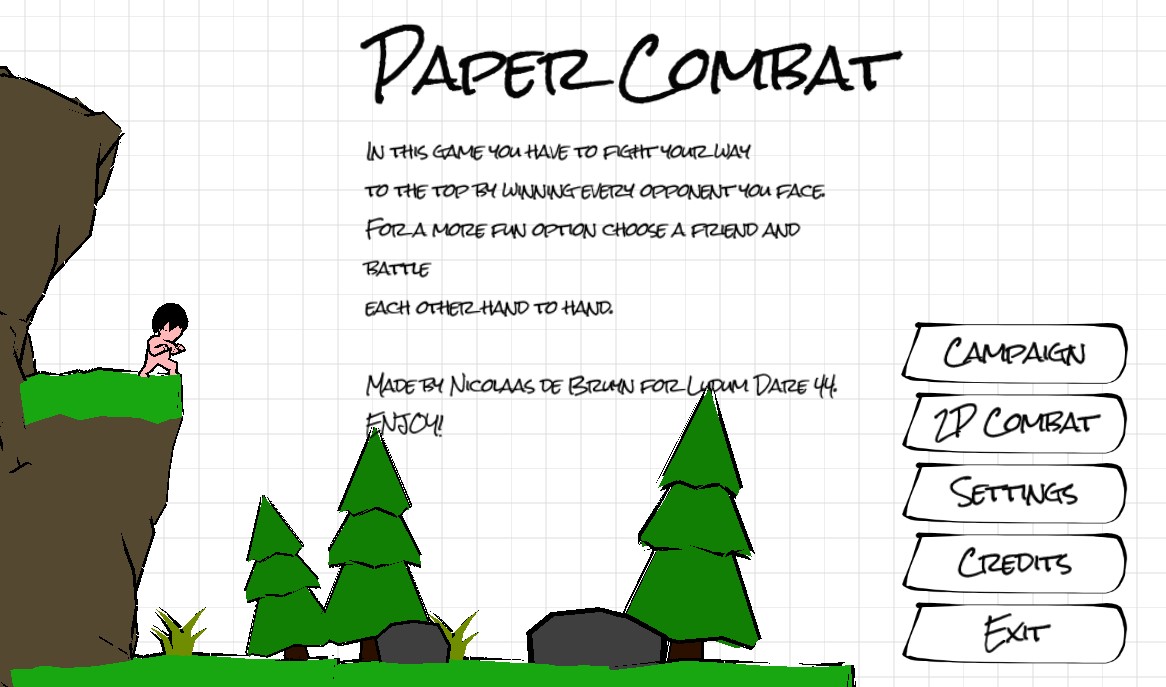 Paper Combat
In this game you have to fight your way
to the top by winning every opponent you face.
For a more fun option choose a friend and
battle
each other hand to hand.
Made by Nicolaas de Bruyn for Ludum Dare 44.
ENJOY!
Campaign
2D Combat
Settings
Credits
Exit